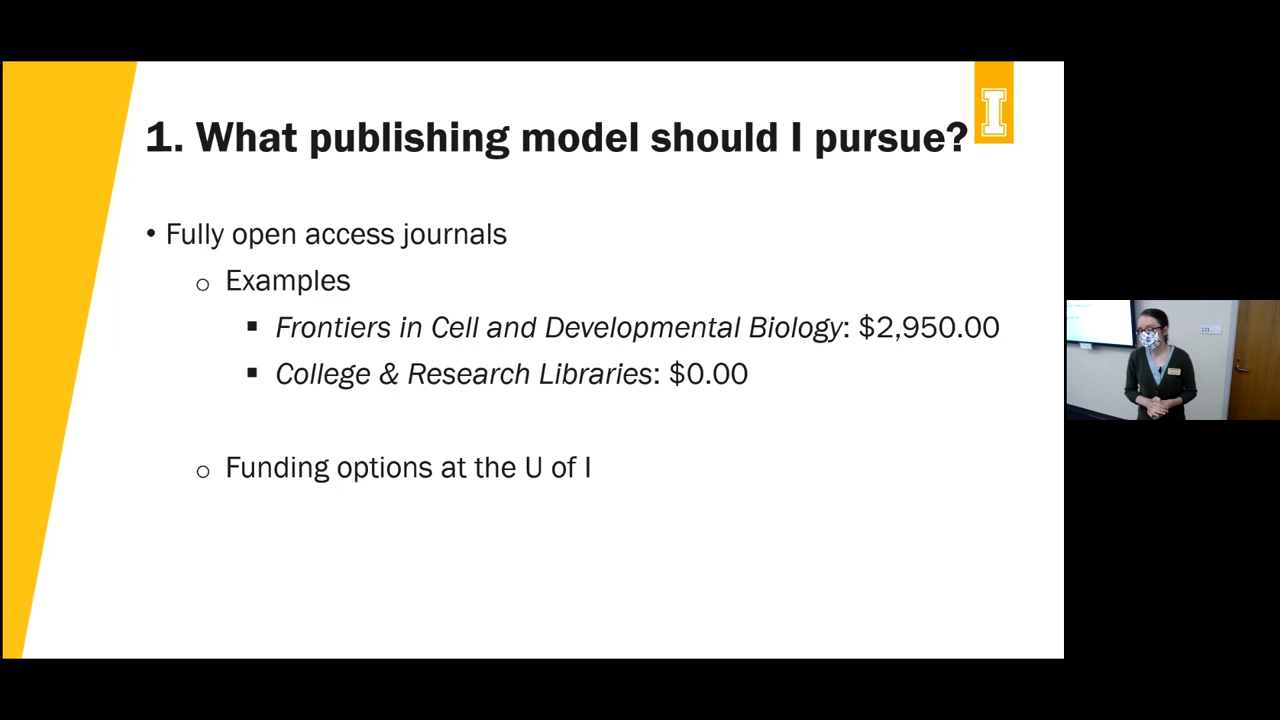 1. What publishing model should I pursue?
I
• Fully open access journals
o Examples
▪ Frontiers in Cell and Developmental Biology: $2,950.00
▪ College & Research Libraries: $0.00
o Funding options at the U of I